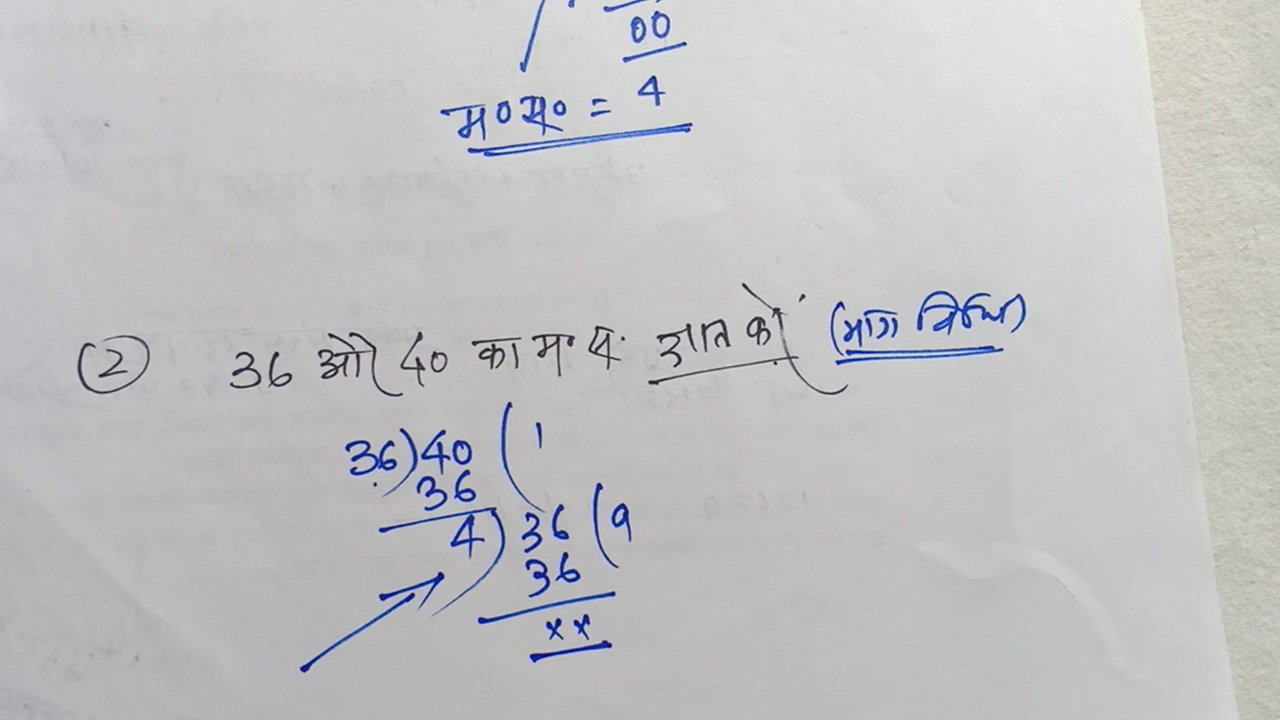 00
म०स० = 4
(2) 36 और 40 का म० स० ज्ञात करें (भाग विधि)
36) 40 ( 1
36
4) 36 ( 9
36
××